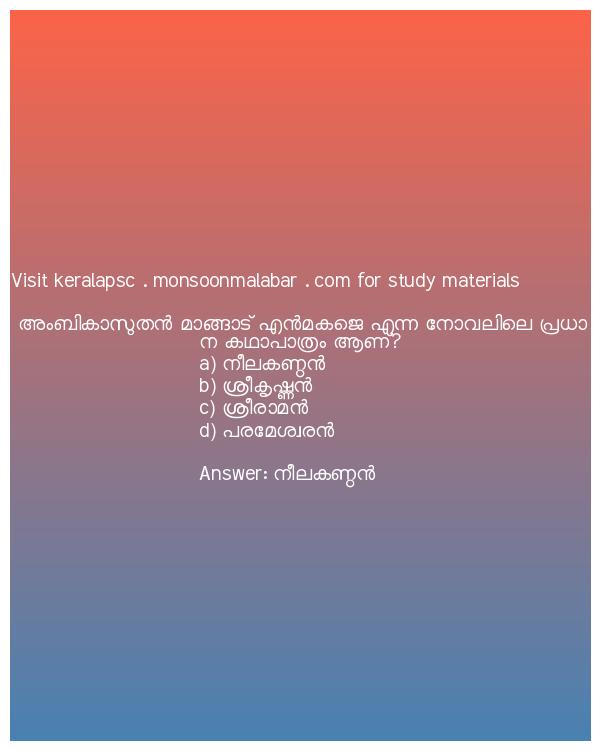 Visit keralapsc . monsoonmalabar . com for study materials
അംബികാസുതൻ മാങ്ങാട് എൻമകജെ എന്ന നോവലിലെ പ്രധാ
ന കഥാപാത്രം ആണ്?
a) നീലകണ്ഠൻ
b) ശ്രീകൃഷ്ണൻ
c) ശ്രീരാമൻ
d) പരമേശ്വരൻ
Answer: നീലകണ്ഠൻ